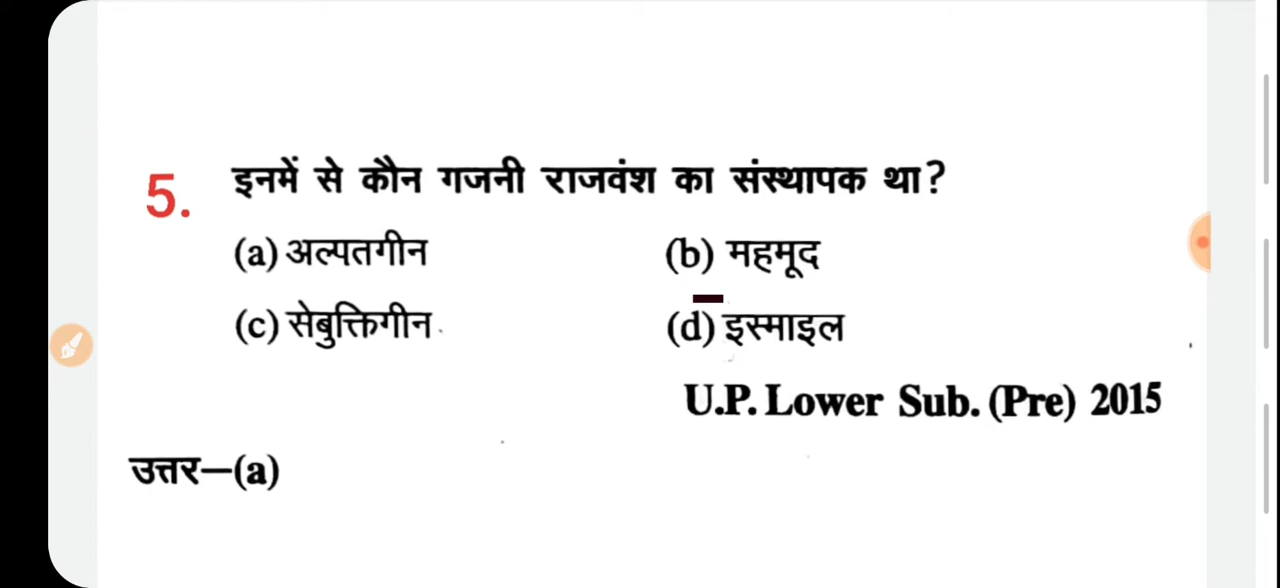 5. इनमें से कौन गजनी राजवंश का संस्थापक था?
(a) अल्पतगीन (b) महमूद
(c) सेबुक्तिगीन (d) इस्माइल
U.P. Lower Sub. (Pre) 2015
उत्तर—(a)